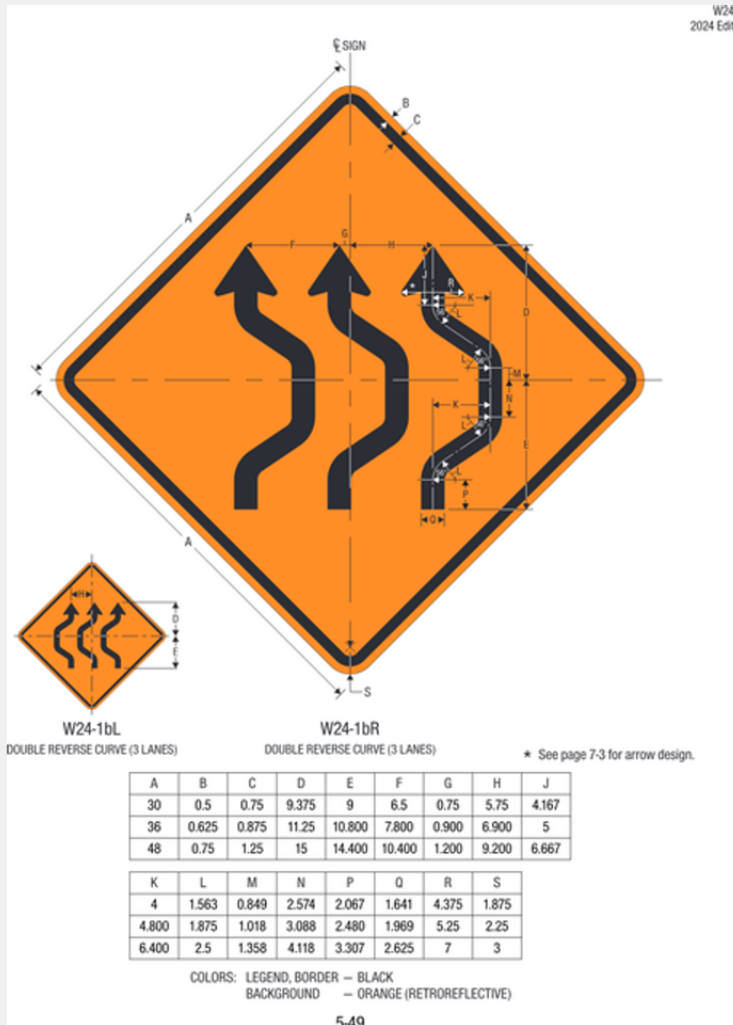 W24
2024 Edit
℄ SIGN
B
C
A
G
F
H
J
R
*
K
56°
L
D
L
56°
M
N
K
L
56°
E
56°
L
P
Q
A
H
D
E
S
W24-1bL
W24-1bR
DOUBLE REVERSE CURVE (3 LANES)
DOUBLE REVERSE CURVE (3 LANES)
* See page 7-3 for arrow design.
A B C D E F G H J
30 0.5 0.75 9.375 9 6.5 0.75 5.75 4.167
36 0.625 0.875 11.25 10.800 7.800 0.900 6.900 5
48 0.75 1.25 15 14.400 10.400 1.200 9.200 6.667
K L M N P Q R S
4 1.563 0.849 2.574 2.067 1.641 4.375 1.875
4.800 1.875 1.018 3.088 2.480 1.969 5.25 2.25
6.400 2.5 1.358 4.118 3.307 2.625 7 3
COLORS: LEGEND, BORDER — BLACK
BACKGROUND — ORANGE (RETROREFLECTIVE)
5-49